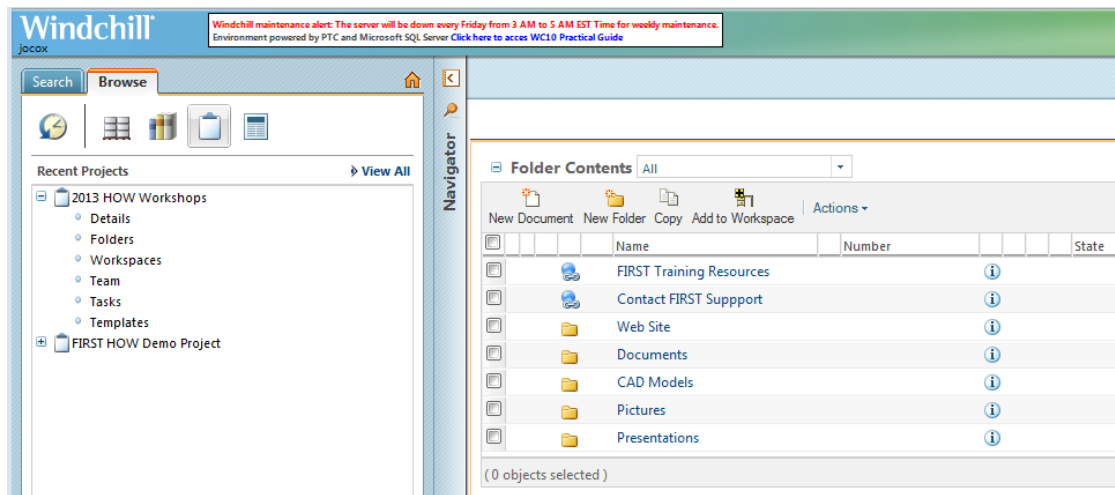 Windchill
jocox
Windchill maintenance alert: The server will be down every Friday from 3 AM to 5 AM EST Time for weekly maintenance.
Environment powered by PTC and Microsoft SQL Server Click here to acces WC10 Practical Guide
Search Browse
Recent Projects View All
2013 HOW Workshops
Details
Folders
Workspaces
Team
Tasks
Templates
FIRST HOW Demo Project
Navigator
Folder Contents All
New Document New Folder Copy Add to Workspace Actions
Name Number State
FIRST Training Resources
Contact FIRST Suppport
Web Site
Documents
CAD Models
Pictures
Presentations
( 0 objects selected )